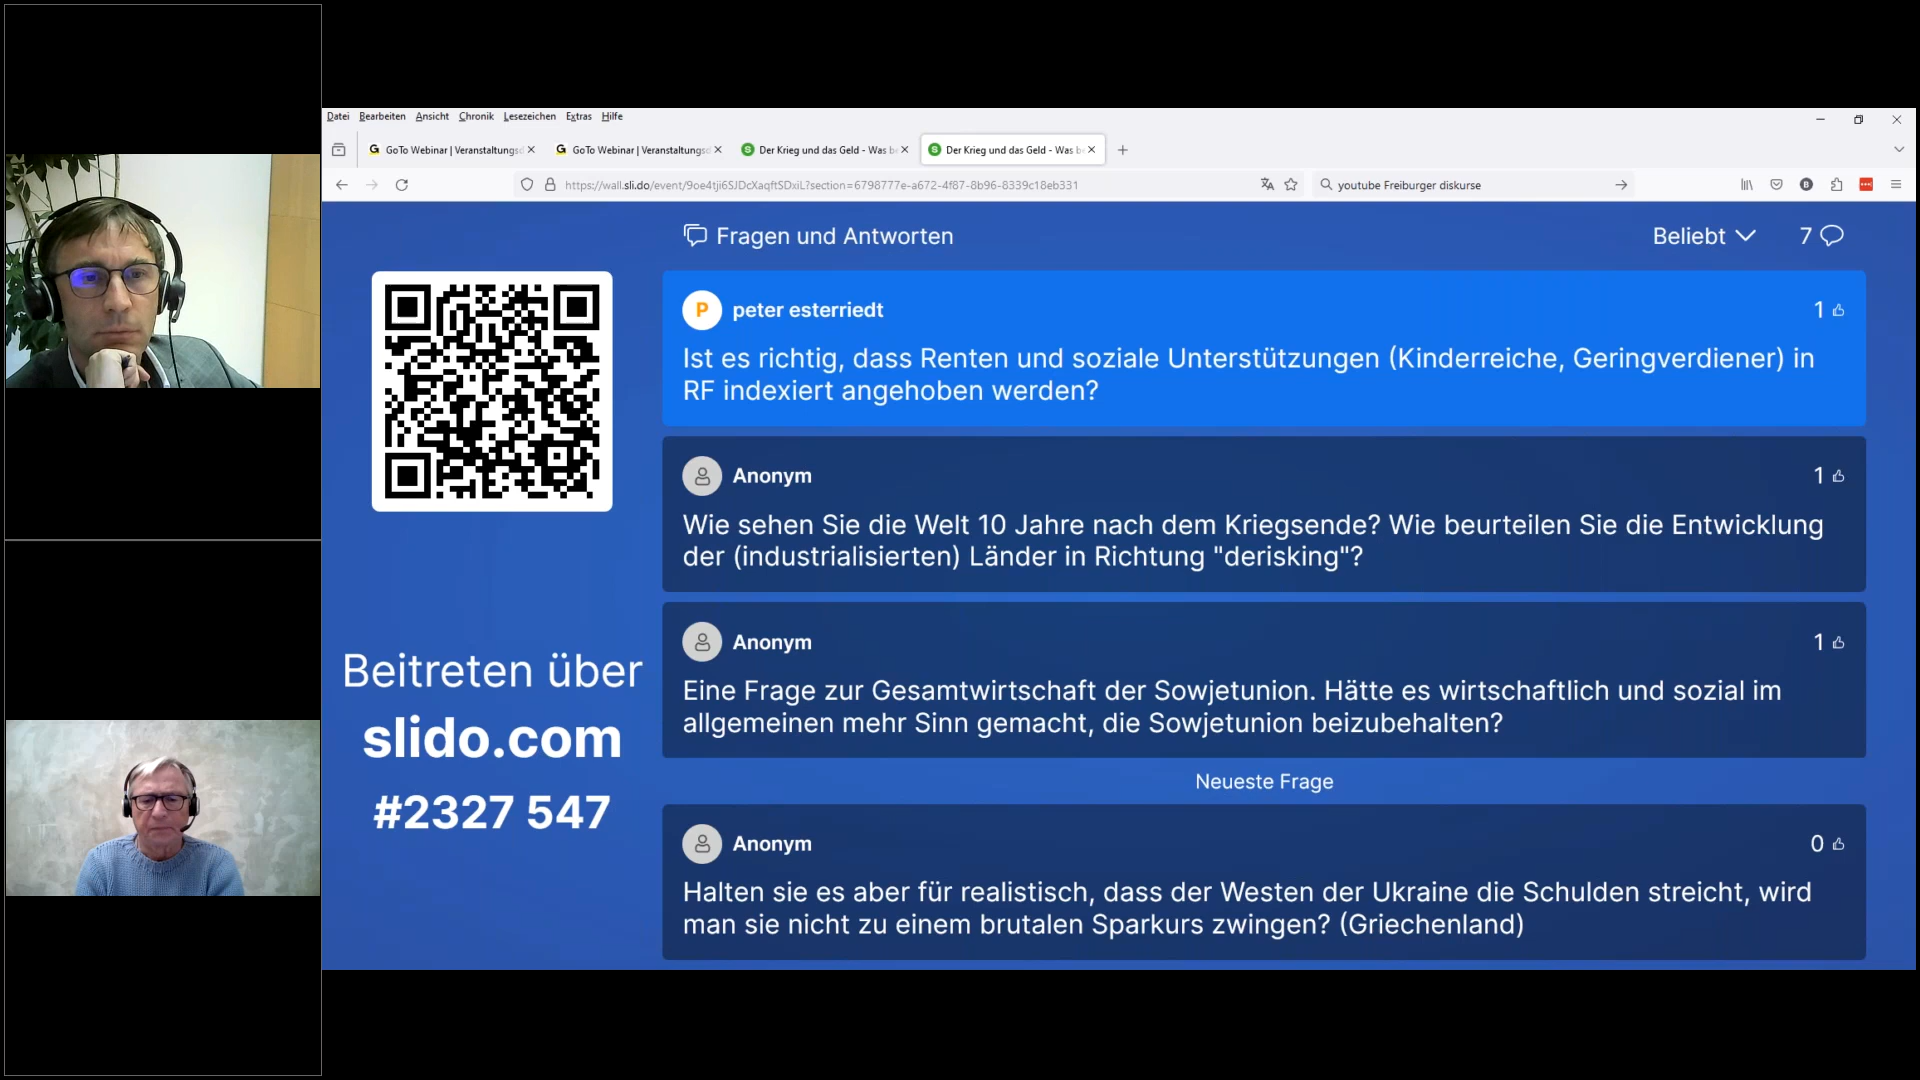 Datei Bearbeiten Ansicht Chronik Lesezeichen Extras Hilfe
GoTo Webinar | Veranstaltungsd
GoTo Webinar | Veranstaltungsd
Der Krieg und das Geld - Was b
Der Krieg und das Geld - Was b
https://wall.sli.do/event/9oe4tji6SJDcXaqftSDxiL?section=6798777e-a672-4f87-8b96-8339c18eb331
youtube Freiburger diskurse
Fragen und Antworten
Beliebt
7
P
peter esterriedt
1
Ist es richtig, dass Renten und soziale Unterstützungen (Kinderreiche, Geringverdiener) in
RF indexiert angehoben werden?
Anonym
1
Wie sehen Sie die Welt 10 Jahre nach dem Kriegsende? Wie beurteilen Sie die Entwicklung
der (industrialisierten) Länder in Richtung "derisking"?
Anonym
1
Eine Frage zur Gesamtwirtschaft der Sowjetunion. Hätte es wirtschaftlich und sozial im
allgemeinen mehr Sinn gemacht, die Sowjetunion beizubehalten?
Neueste Frage
Anonym
0
Halten sie es aber für realistisch, dass der Westen der Ukraine die Schulden streicht, wird
man sie nicht zu einem brutalen Sparkurs zwingen? (Griechenland)
Beitreten über
slido.com
#2327 547